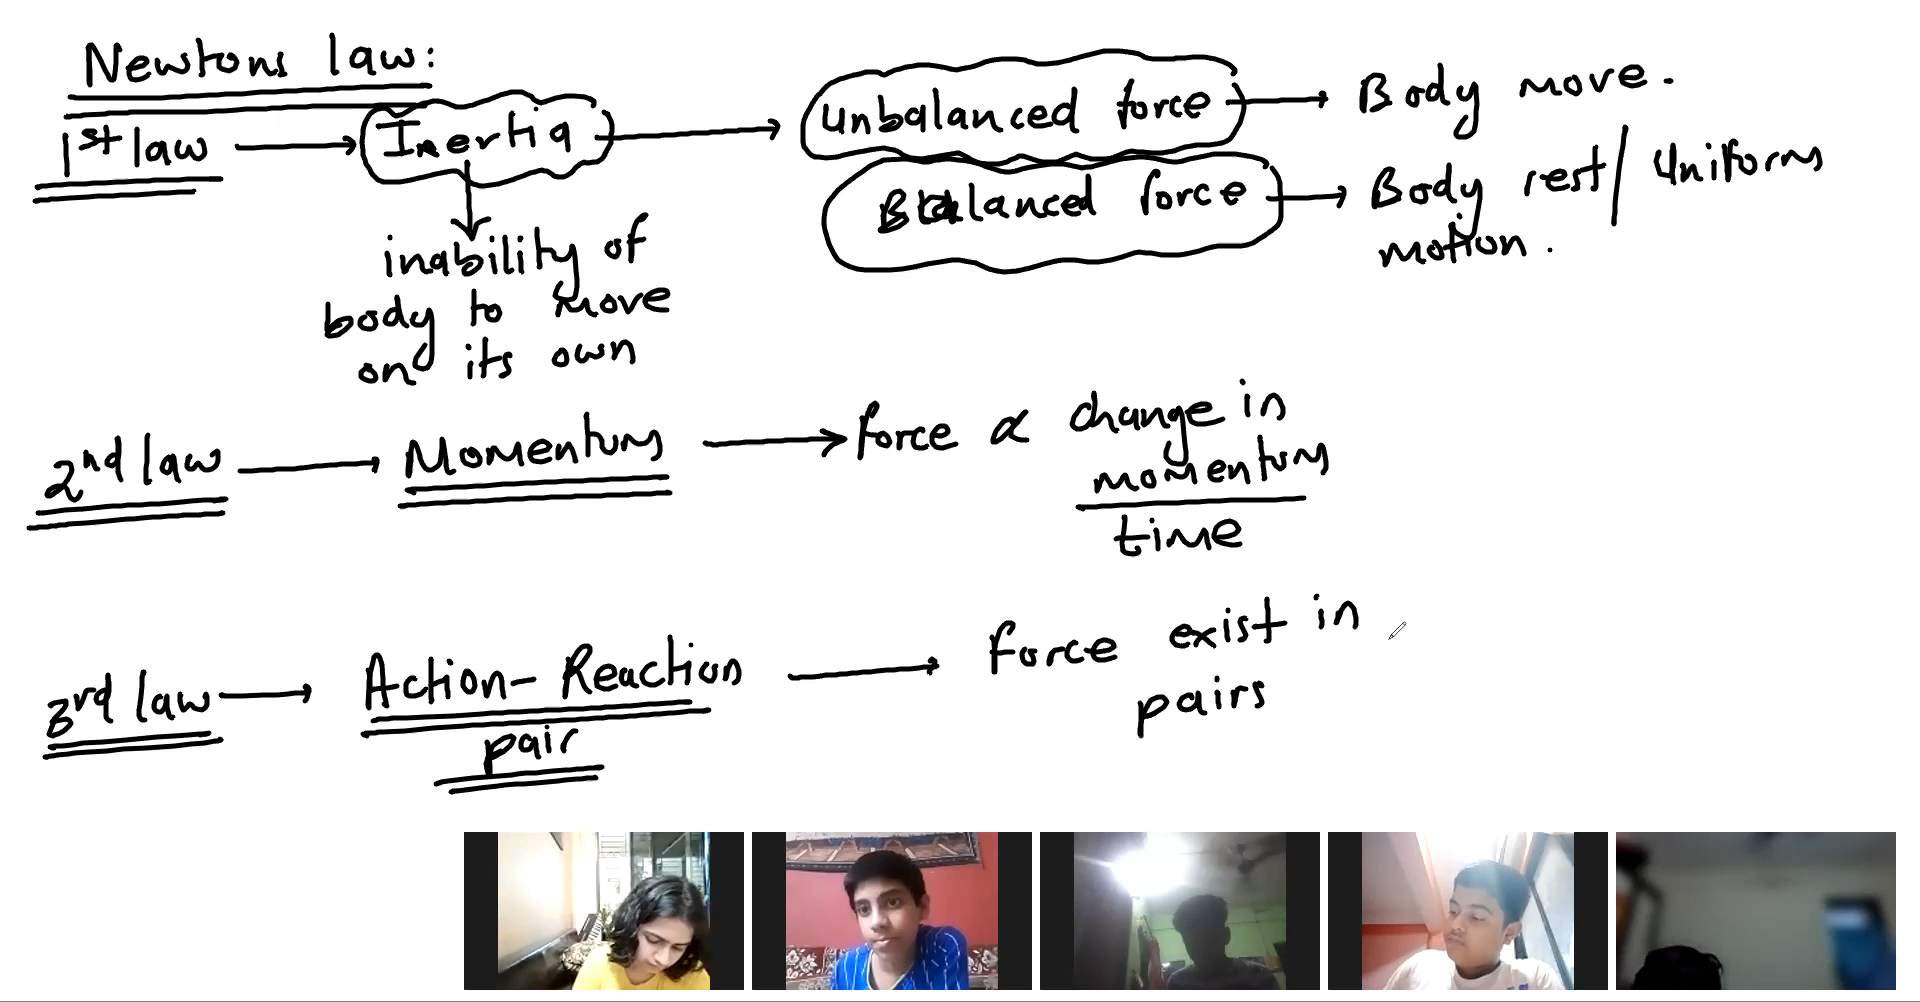 Newtons law:
1st law → Inertia → Unbalanced force → Body move.
Balanced force → Body rest/Uniform
motion.
inability of
body to move
on its own
2nd law → Momentum → force ∝ change in
momentum
time
3rd law → Action-Reaction → force exist in
pair
pairs